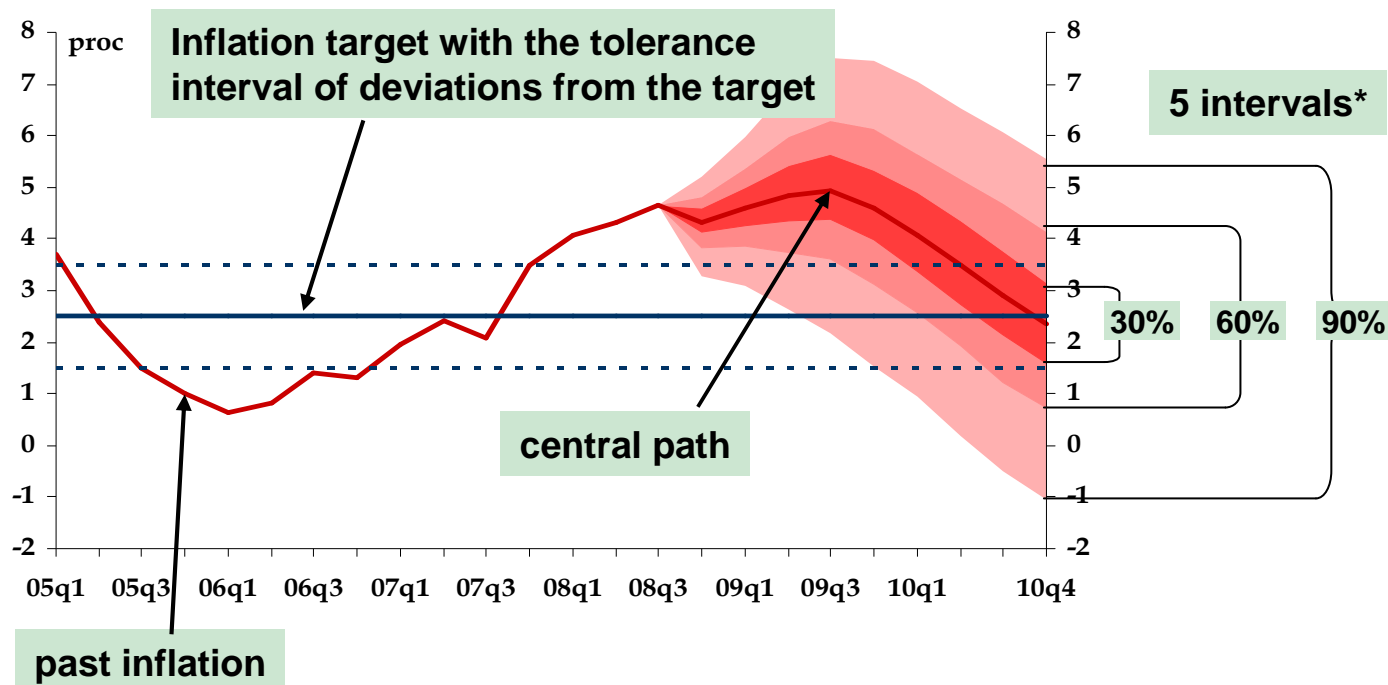 8
7
6
5
4
3
2
1
0
-1
-2
proc
Inflation target with the tolerance
interval of deviations from the target
8
7
6
5
4
3
2
1
0
-1
-2
5 intervals*
30%
60%
90%
central path
05q1
05q3
06q1
06q3
07q1
07q3
08q1
08q3
09q1
09q3
10q1
10q4
past inflation